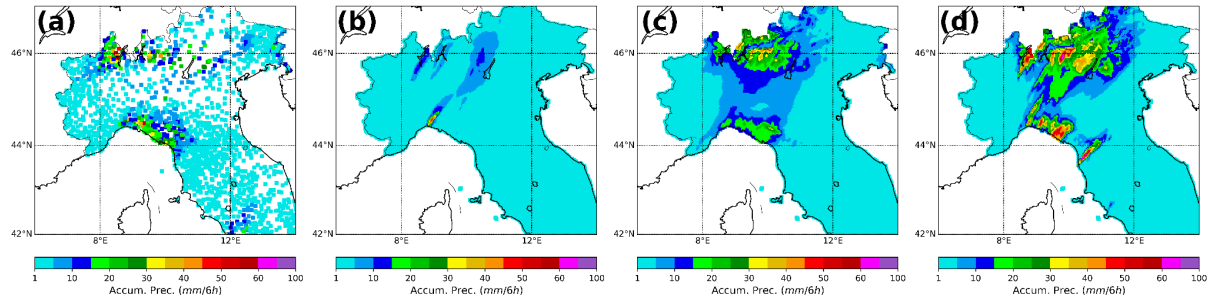 (a) (b) (c) (d)
46°N 46°N 46°N 46°N
44°N 44°N 44°N 44°N
42°N 42°N 42°N 42°N
8°E 12°E 8°E 12°E 8°E 12°E 8°E 12°E
1 10 20 30 40 50 60 100 1 10 20 30 40 50 60 100 1 10 20 30 40 50 60 100 1 10 20 30 40 50 60 100
Accum. Prec. (mm/6h) Accum. Prec. (mm/6h) Accum. Prec. (mm/6h) Accum. Prec. (mm/6h)